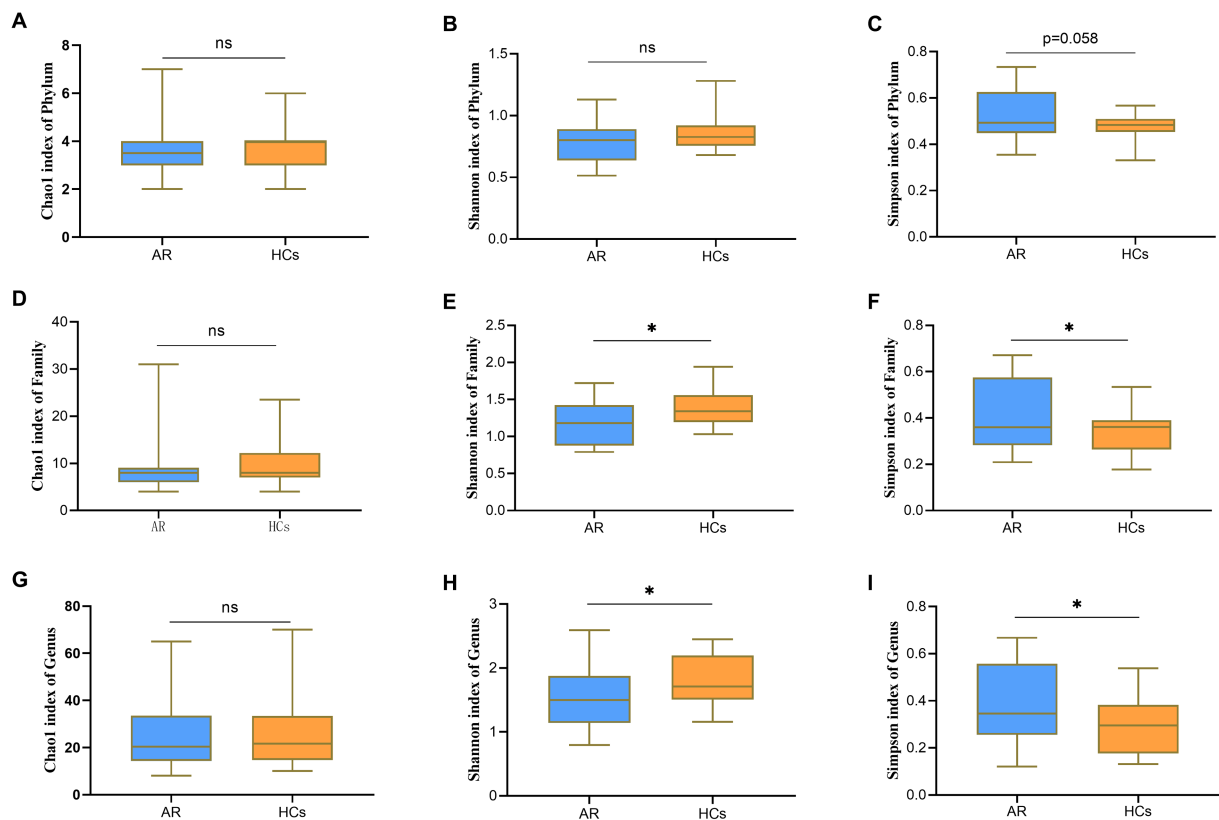 A
ns
Chao1 index of Phylum
8
6
4
2
0
AR
HCs
B
ns
Shannon index of Phylum
1.5
1.0
0.5
0.0
AR
HCs
C
p=0.058
Simpson index of Phylum
0.8
0.6
0.4
0.2
0.0
AR
HCs
D
ns
Chao1 index of Family
40
30
20
10
0
AR
HCs
E
*
Shannon index of Family
2.5
2.0
1.5
1.0
0.5
0.0
AR
HCs
F
*
Simpson index of Family
0.8
0.6
0.4
0.2
0.0
AR
HCs
G
ns
Chao1 index of Genus
80
60
40
20
0
AR
HCs
H
*
Shannon index of Genus
3
2
1
0
AR
HCs
I
*
Simpson index of Genus
0.8
0.6
0.4
0.2
0.0
AR
HCs